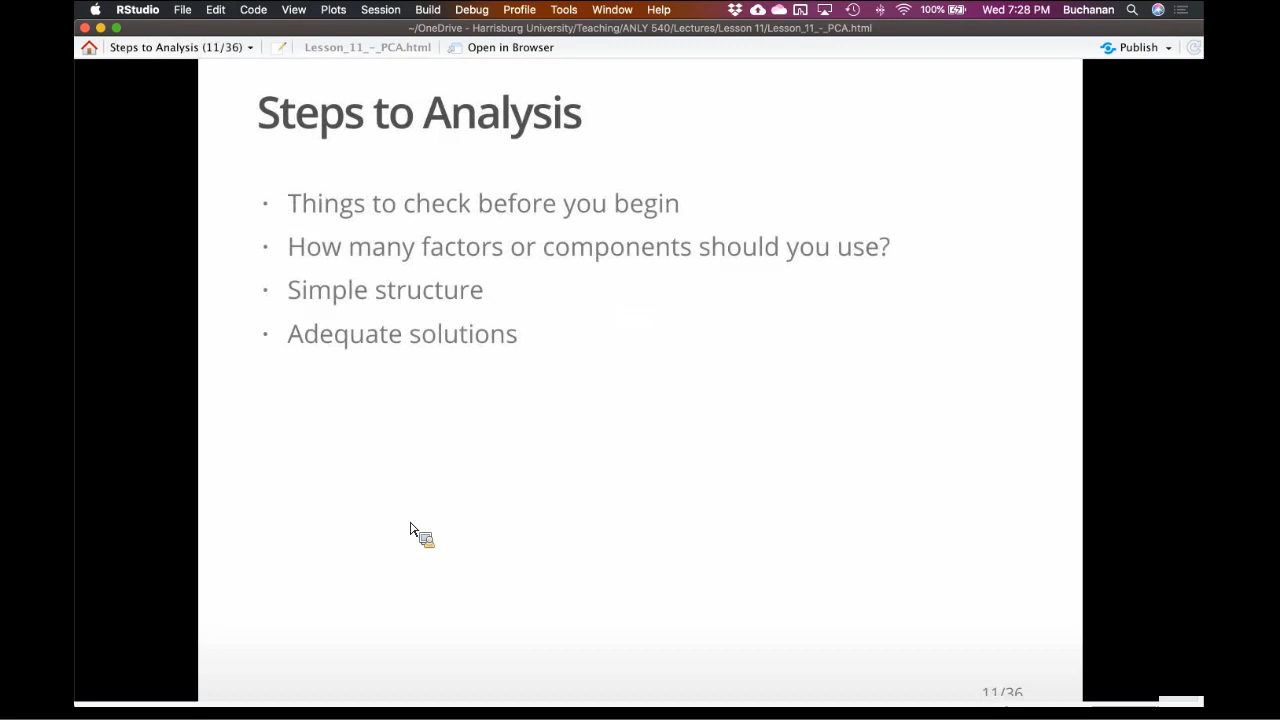 RStudio File Edit Code View Plots Session Build Debug Profile Tools Window Help 100% Wed 7:28 PM Buchanan
~/OneDrive - Harrisburg University/Teaching/ANLY 540/Lectures/Lesson 11/Lesson_11_-_PCA.html
Steps to Analysis (11/36) Lesson_11_-_PCA.html Open in Browser Publish
Steps to Analysis
· Things to check before you begin
· How many factors or components should you use?
· Simple structure
· Adequate solutions
11/36